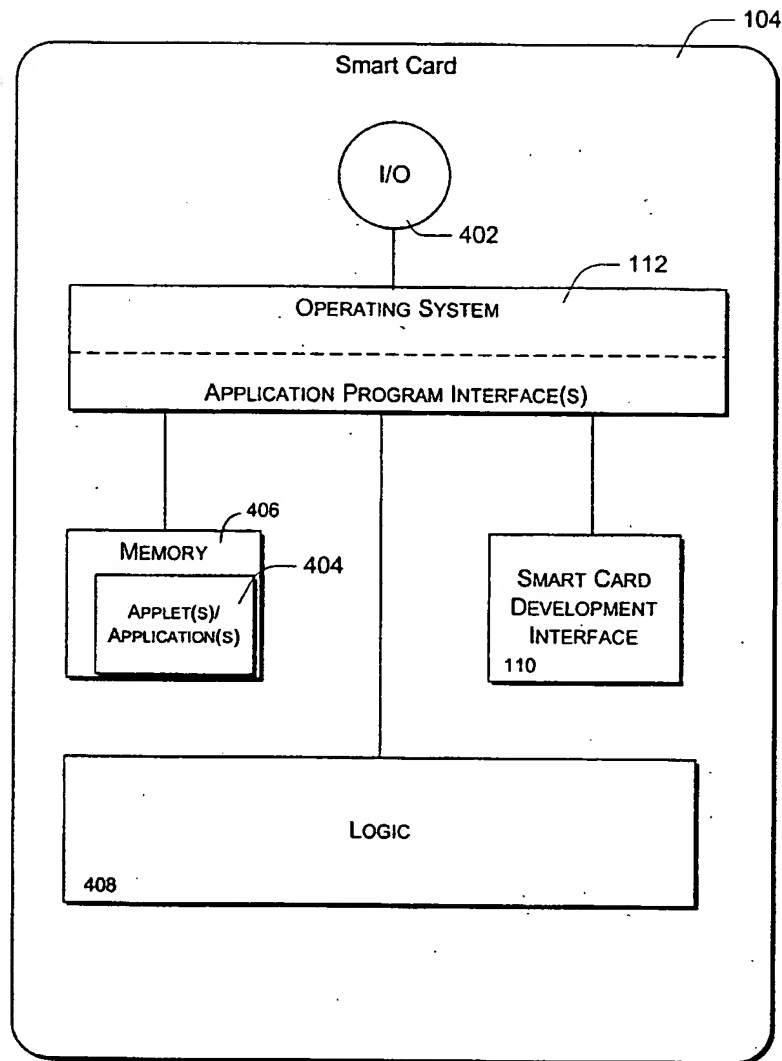 104
Smart Card
I/O
402
112
OPERATING SYSTEM
APPLICATION PROGRAM INTERFACE(S)
406
MEMORY
404
APPLET(S)/
APPLICATION(S)
SMART CARD
DEVELOPMENT
INTERFACE
110
LOGIC
408